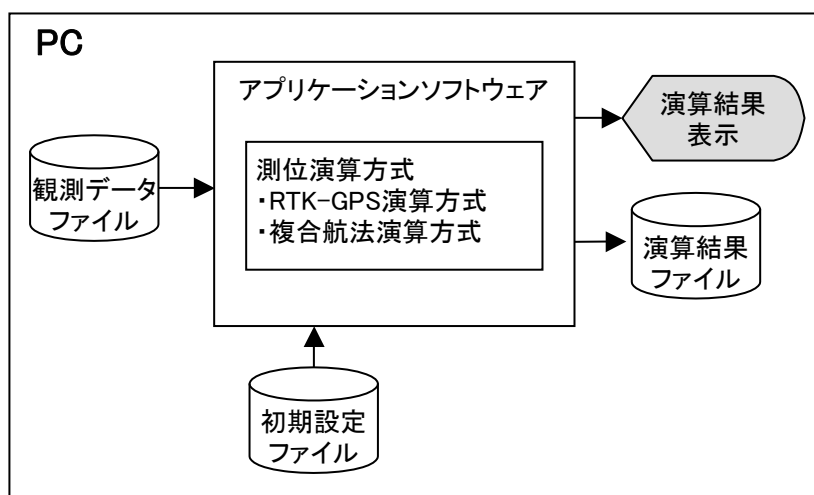 PC
アプリケーションソフトウェア
測位演算方式
・RTK-GPS演算方式
・複合航法演算方式
観測データ
ファイル
演算結果
表示
演算結果
ファイル
初期設定
ファイル